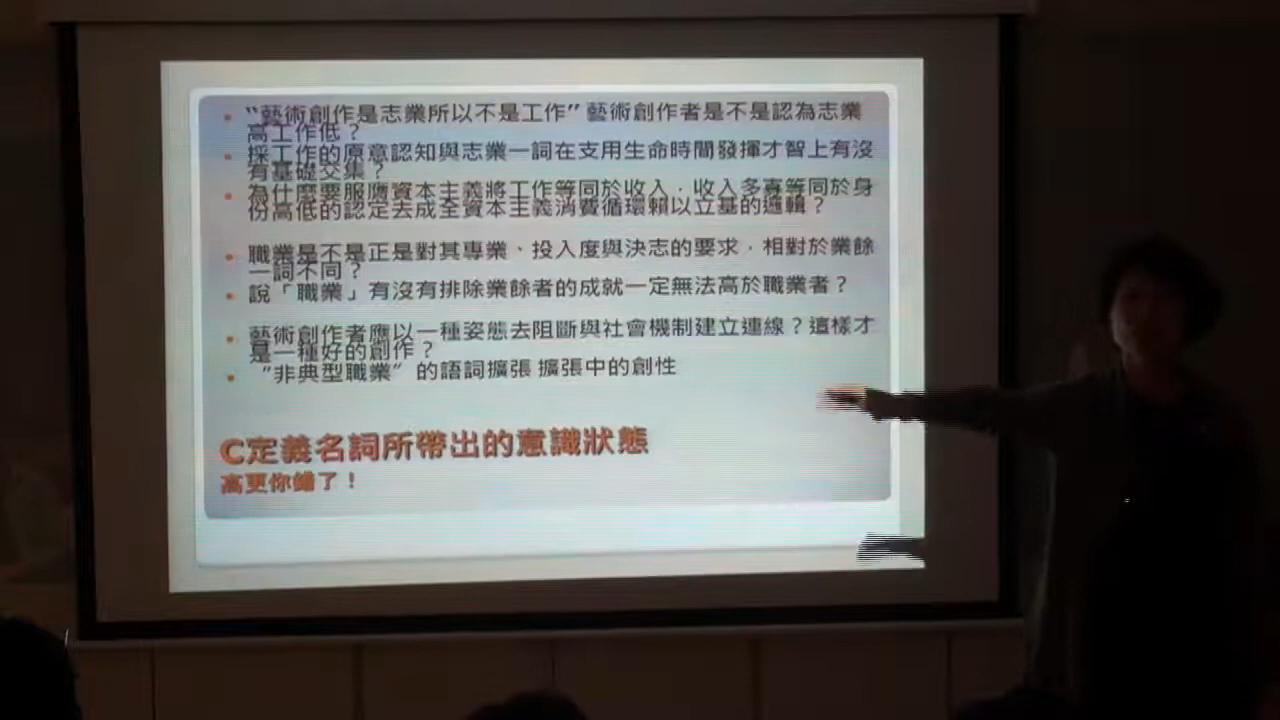 “藝術創作是志業所以不是工作” 藝術創作者是不是認為志業
高工作低？
採工作的原意認知與志業一詞在支用生命時間發揮才智上有沒
有基礎交集？
為什麼要服膺資本主義將工作等同於收入，收入多寡等同於身
份高低的認定去成全資本主義消費循環賴以立基的邏輯？
職業是不是正是對其專業、投入度與決志的要求，相對於業餘
一詞不同？
說「職業」有沒有排除業餘者的成就一定無法高於職業者？
藝術創作者應以一種姿態去阻斷與社會機制建立連線？這樣才
是一種好的創作？
“非典型職業” 的語詞擴張 擴張中的創性
C定義名詞所帶出的意識狀態
高更你錯了！